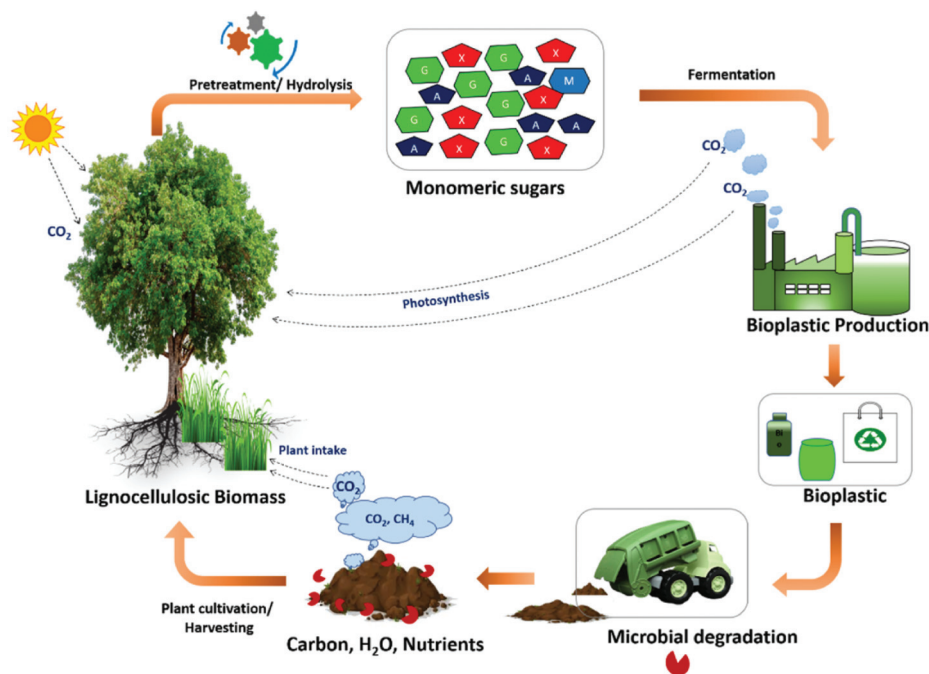 Pretreatment/ Hydrolysis
G
X
G
X
A
G
A
M
G
X
G
X
A
A
A
X
G
X
Monomeric sugars
Fermentation
CO2
CO2
CO2
Photosynthesis
Bioplastic Production
Bi
o
Bioplastic
Plant intake
CO2
CO2, CH4
Lignocellulosic Biomass
Plant cultivation/
Harvesting
Carbon, H2O, Nutrients
Microbial degradation